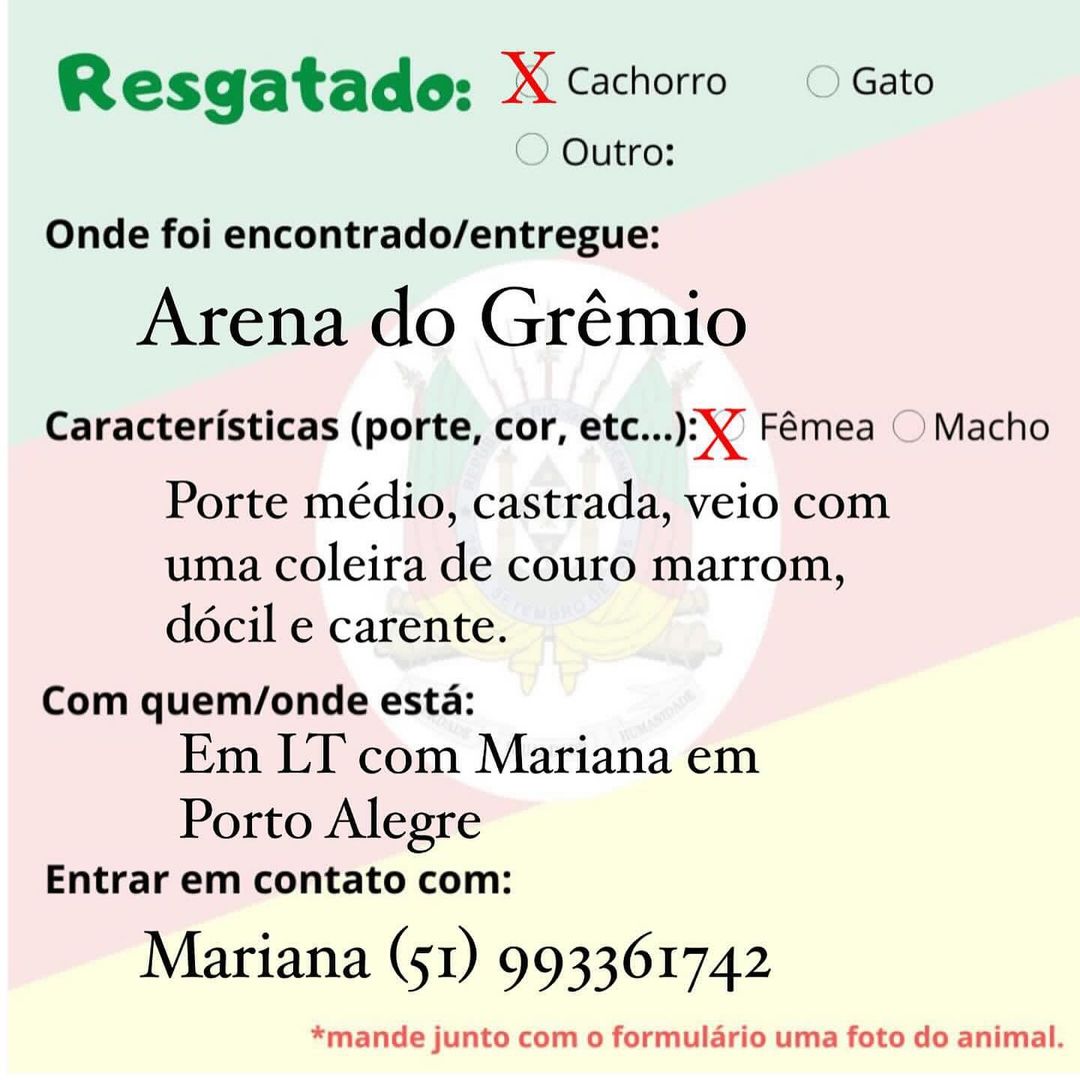 Resgatado: X Cachorro Gato
Outro:
Onde foi encontrado/entregue:
Arena do Grêmio
Características (porte, cor, etc...): X Fêmea Macho
Porte médio, castrada, veio com
uma coleira de couro marrom,
dócil e carente.
Com quem/onde está:
Em LT com Mariana em
Porto Alegre
Entrar em contato com:
Mariana (51) 993361742
*mande junto com o formulário uma foto do animal.